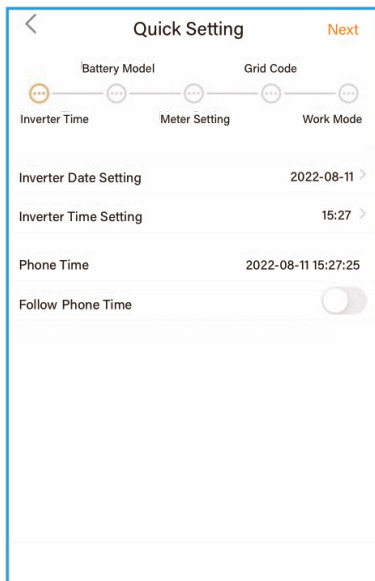 Quick Setting Next
Battery Model Grid Code
Inverter Time Meter Setting Work Mode
Inverter Date Setting 2022-08-11
Inverter Time Setting 15:27
Phone Time 2022-08-11 15:27:25
Follow Phone Time